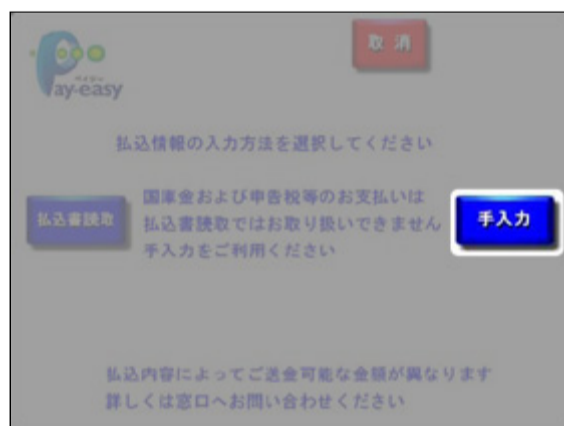 取消
ペイジー
Pay-easy
払込情報の入力方法を選択してください
払込書読取
国庫金および申告税等のお支払いは
払込書読取ではお取り扱いできません
手入力をご利用ください
手入力
払込内容によってご送金可能な金額が異なります
詳しくは窓口へお問い合わせください